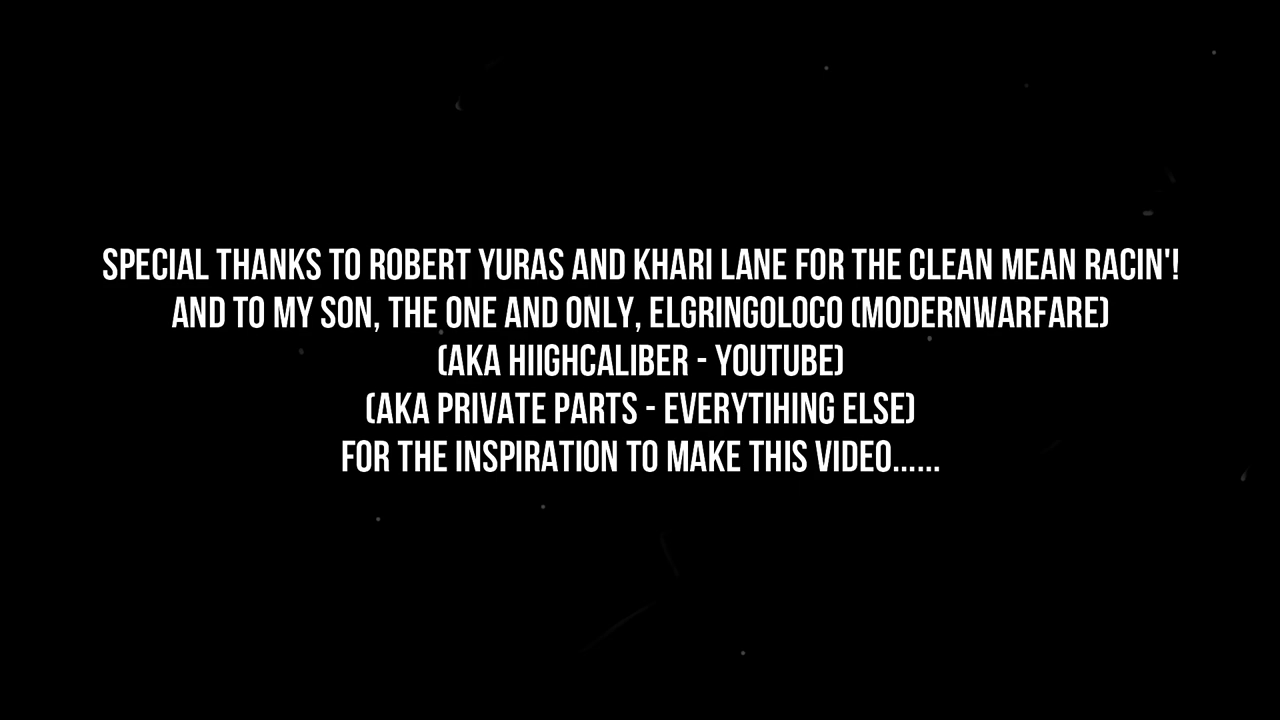 SPECIAL THANKS TO ROBERT YURAS AND KHARI LANE FOR THE CLEAN MEAN RACIN'!
AND TO MY SON, THE ONE AND ONLY, ELGRINGOLOCO (MODERNWARFARE)
(AKA HIIGHCALIBER - YOUTUBE)
(AKA PRIVATE PARTS - EVERYTIHING ELSE)
FOR THE INSPIRATION TO MAKE THIS VIDEO......